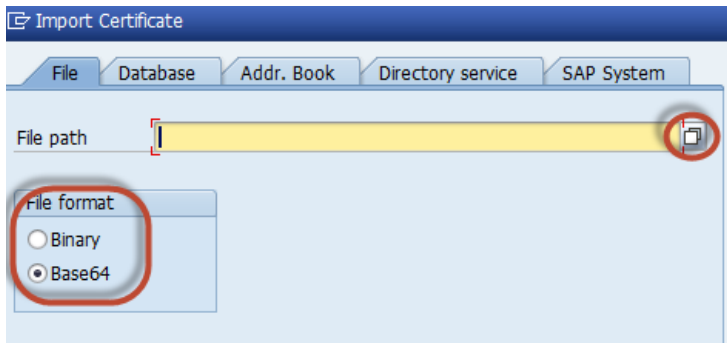 Import Certificate
File Database Addr. Book Directory service SAP System
File path
File format
Binary
Base64